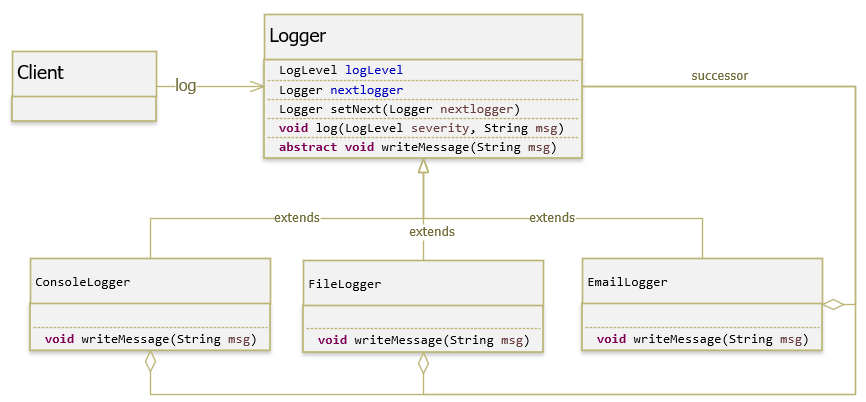 Logger
Client
LogLevel logLevel
successor
log
Logger nextlogger
Logger setNext(Logger nextlogger)
void log(LogLevel severity, String msg)
abstract void writeMessage(String msg)
extends
extends
extends
ConsoleLogger
FileLogger
EmailLogger
void writeMessage(String msg)
void writeMessage(String msg)
void writeMessage(String msg)